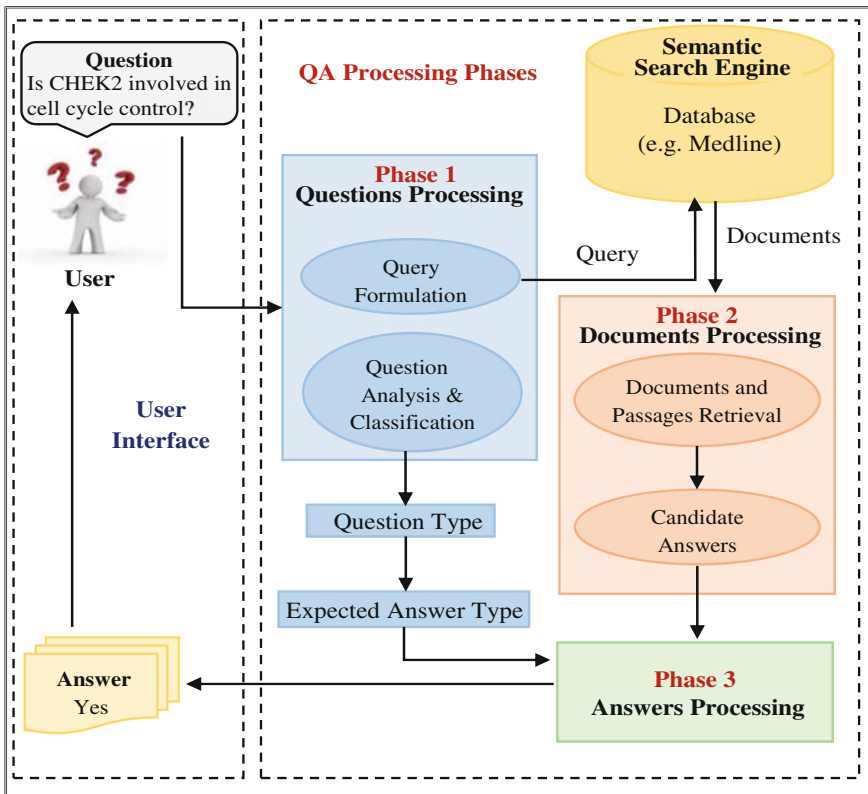 Question
Is CHEK2 involved in
cell cycle control?
User
User
Interface
Answer
Yes
QA Processing Phases
Semantic
Search Engine
Database
(e.g. Medline)
Phase 1
Questions Processing
Query
Formulation
Question
Analysis &
Classification
Query
Documents
Question Type
Expected Answer Type
Phase 2
Documents Processing
Documents and
Passages Retrieval
Candidate
Answers
Phase 3
Answers Processing